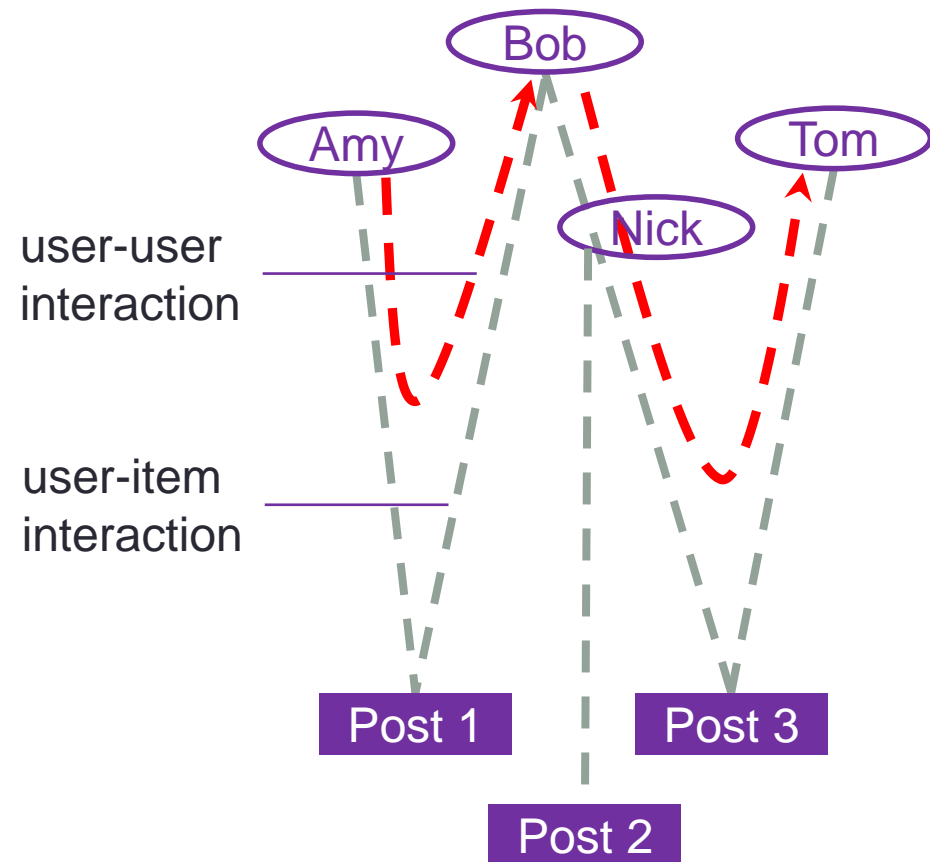 Bob
Amy
Tom
Nick
user-user
interaction
user-item
interaction
Post 1
Post 3
Post 2